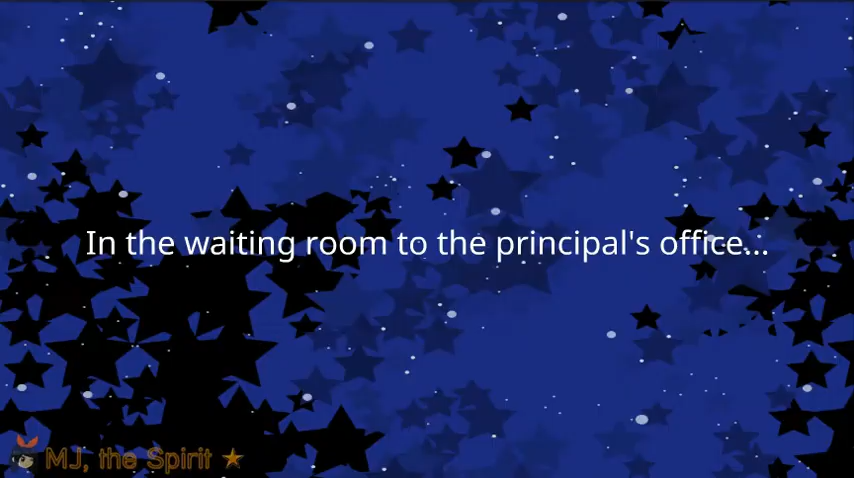 In the waiting room to the principal's office...
MJ, the Spirit ★